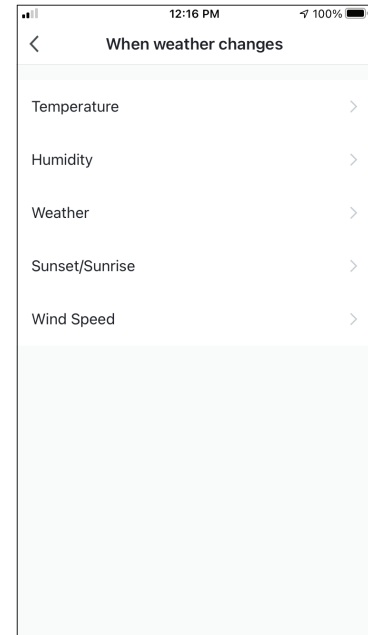 12:16 PM 100%
When weather changes
Temperature
Humidity
Weather
Sunset/Sunrise
Wind Speed